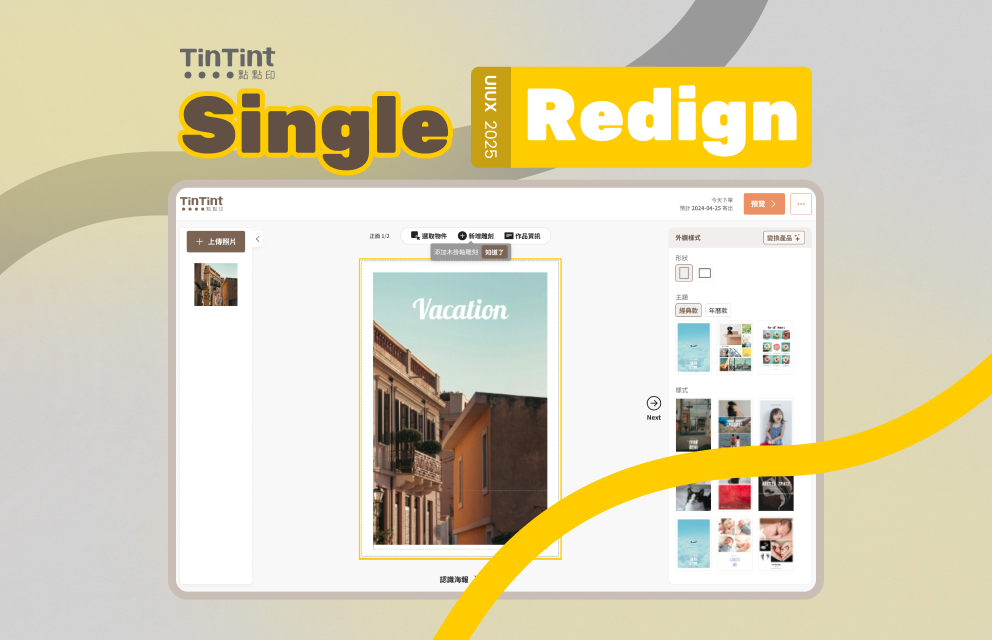 TinTint
點點印
Single
UIUX 2025
Redign
TinTint
點點印
今天下單
預計 2024-04-25 寄出
預覽
+ 上傳照片
正面 1/2
選取物件
新增雕刻
作品資訊
添加木掛軸雕刻
知道了
Vacation
Next
認識海報
外觀樣式
變換產品
形狀
主題
經典款
年曆款
樣式